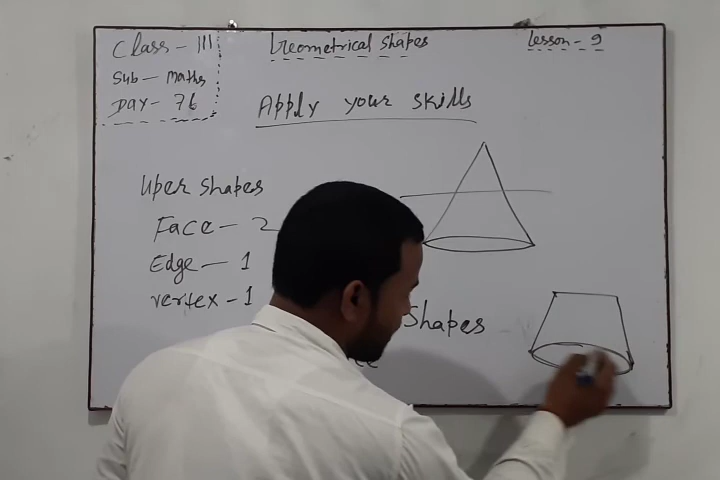 Class - III
Geometrical shapes
Lesson - 9
Sub - Maths
Day - 76
Apply your skills
Uper shapes
Face - 2
Edge - 1
vertex - 1
Shapes